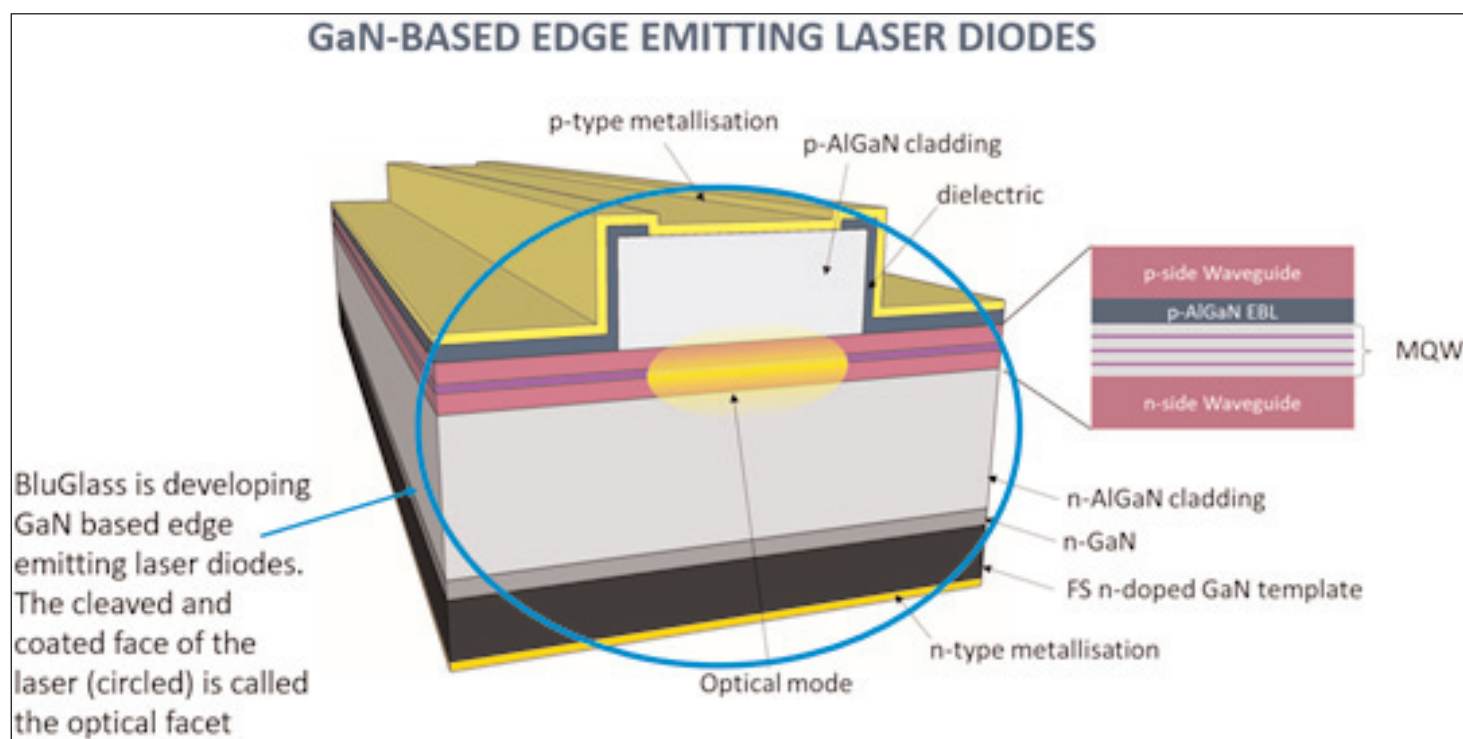 GaN-BASED EDGE EMITTING LASER DIODES
p-type metallisation
p-AlGaN cladding
dielectric
p-side Waveguide
p-AlGaN EBL
MQW
n-side Waveguide
BluGlass is developing
GaN based edge
emitting laser diodes.
The cleaved and
coated face of the
laser (circled) is called
the optical facet
n-AlGaN cladding
n-GaN
FS n-doped GaN template
n-type metallisation
Optical mode